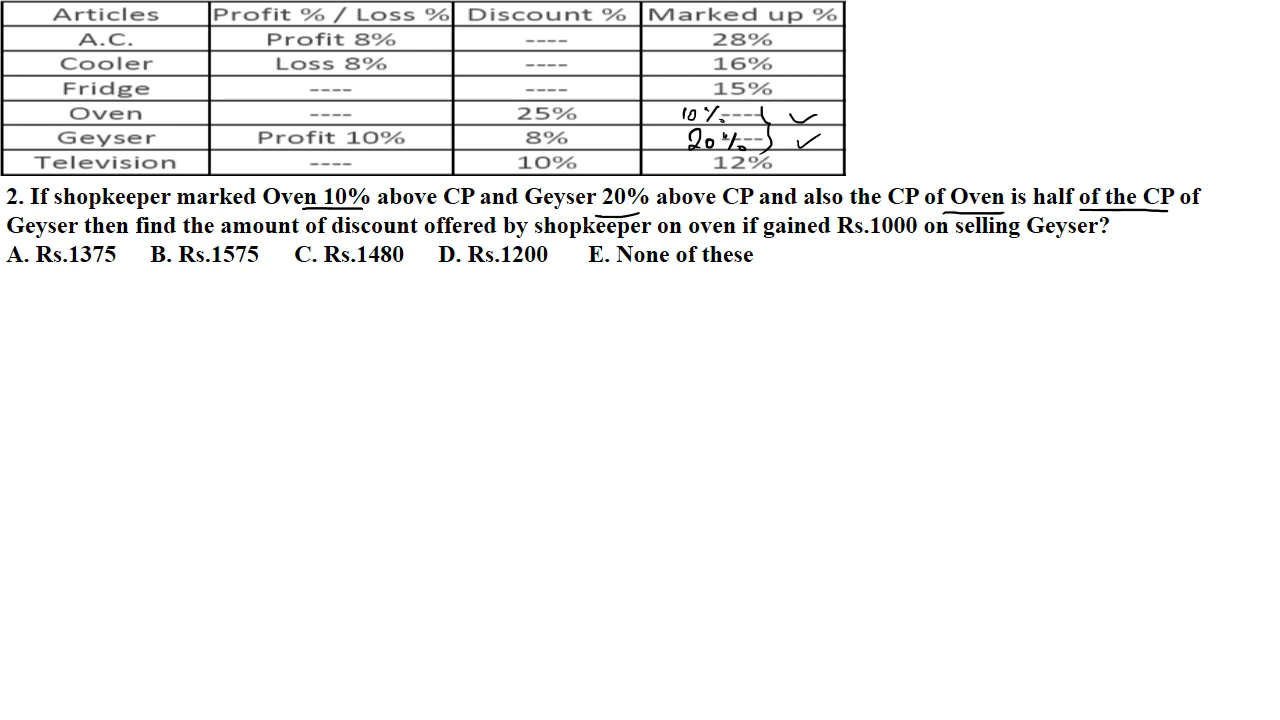 Articles Profit % / Loss % Discount % Marked up %
A.C. Profit 8% ---- 28%
Cooler Loss 8% ---- 16%
Fridge ---- ---- 15%
Oven ---- 25% 10% ----
Geyser Profit 10% 8% 20% ----
Television ---- 10% 12%
2. If shopkeeper marked Oven 10% above CP and Geyser 20% above CP and also the CP of Oven is half of the CP of
Geyser then find the amount of discount offered by shopkeeper on oven if gained Rs.1000 on selling Geyser?
A. Rs.1375 B. Rs.1575 C. Rs.1480 D. Rs.1200 E. None of these